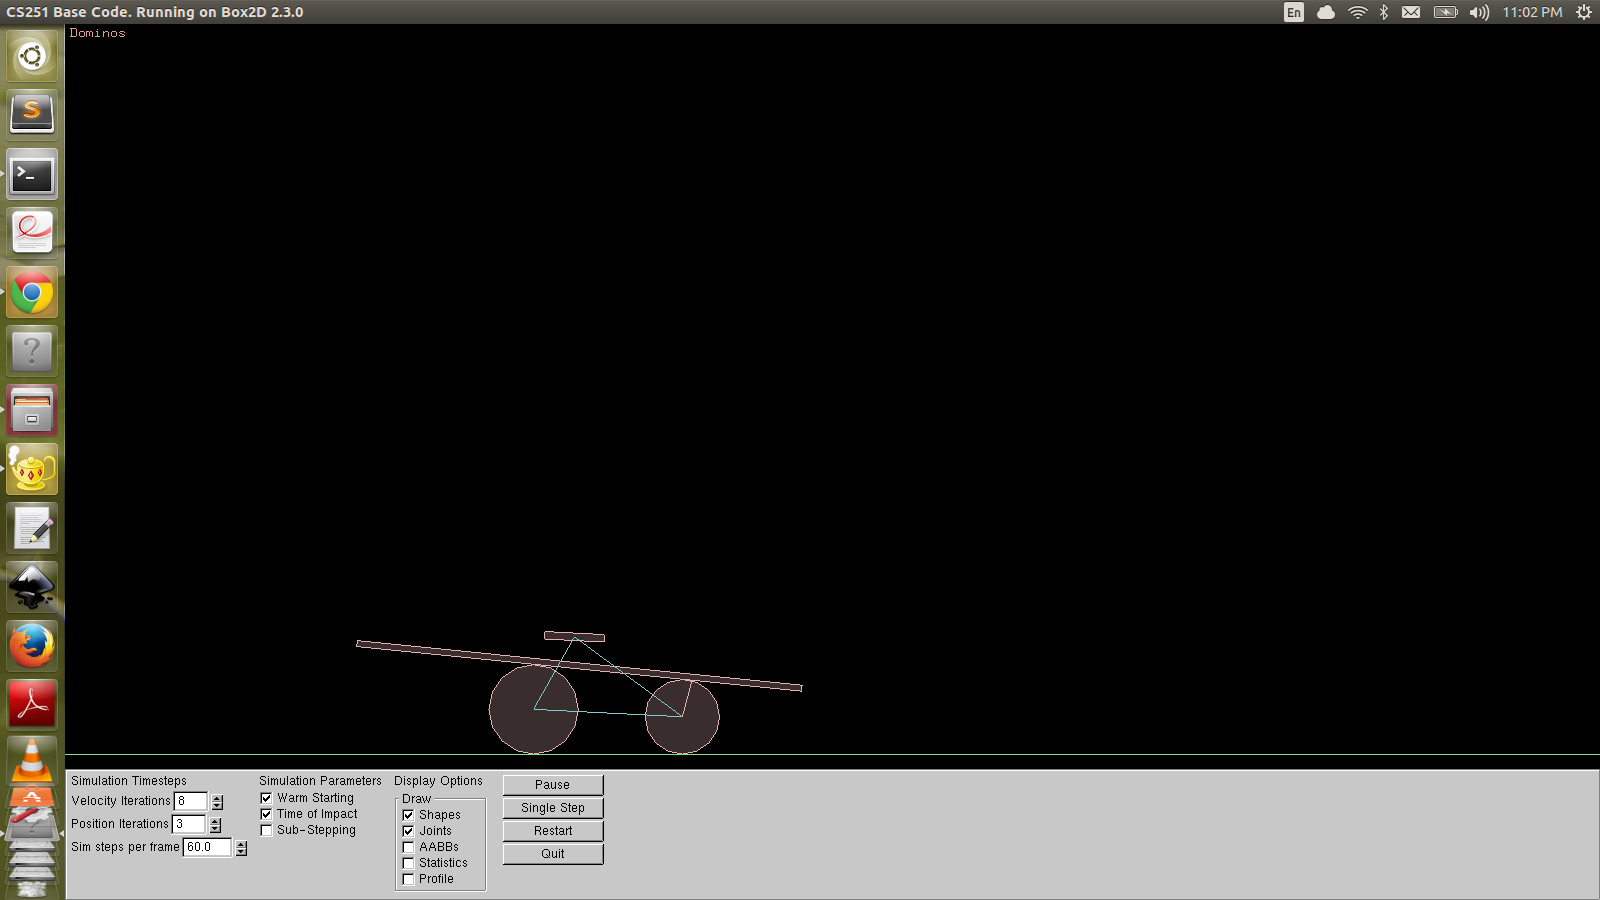 CS251 Base Code. Running on Box2D 2.3.0
En
11:02 PM
Dominos
S
>_
?
Simulation Timesteps
Velocity Iterations 8
Position Iterations 3
Sim steps per frame 60.0
Simulation Parameters
Warm Starting
Time of Impact
Sub-Stepping
Display Options
Draw
Shapes
Joints
AABBs
Statistics
Profile
Pause
Single Step
Restart
Quit